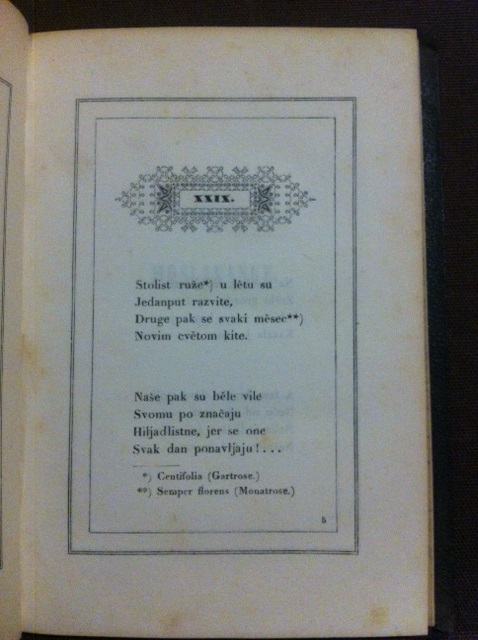 XXIX.
Stolist ruže*) u lětu su
Jedanput razvite,
Druge pak se svaki měsec**)
Novim cvětom kite.
Naše pak su běle vile
Svomu po značaju
Hiljadlistne, jer se one
Svak dan ponavljaju!...
*) Centifolia (Gartrose.)
**) Semper florens (Monatrose.)
5